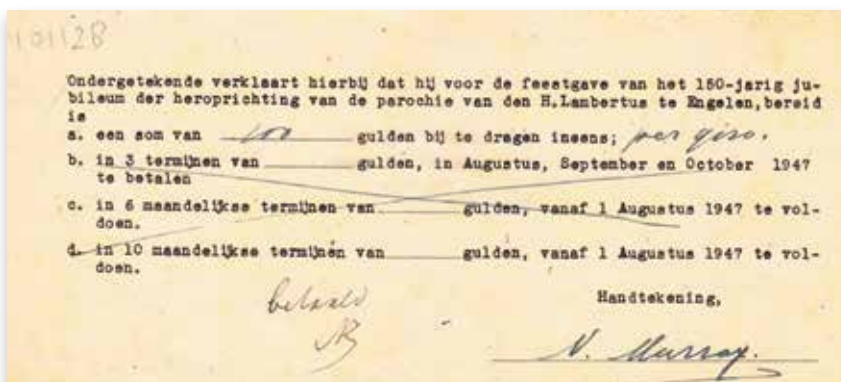 401128
Ondergetekende verklaart hierbij dat hij voor de feestgave van het 150-jarig ju-
bileum der heroprichting van de parochie van den H.Lambertus te Engelen,bereid
is
a. een som van 100 gulden bij te dragen ineens; per giro.
b. in 3 termijnen van gulden, in Augustus, September en October 1947
te betalen
c. in 6 maandelijkse termijnen van gulden, vanaf 1 Augustus 1947 te vol-
doen.
d. in 10 maandelijkse termijnen van gulden, vanaf 1 Augustus 1947 te vol-
doen.
betaald
Handtekening,
N. Murray.